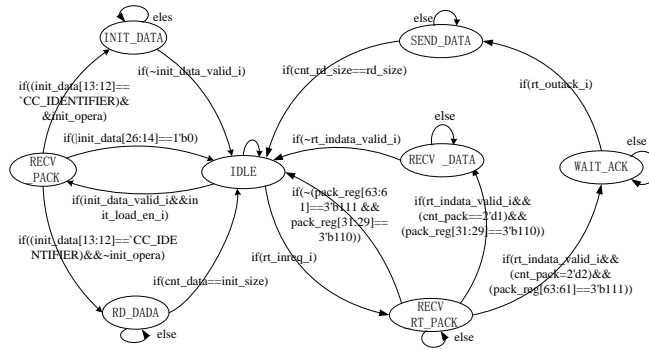 eles
INIT_DATA
if((init_data[13:12]==
`CC_IDENTIFIER)&
&init_opera)
if(~init_data_valid_i)
if(|init_data[26:14]==1'b0)
RECV
PACK
IDLE
if(init_data_valid_i&&in
it_load_en_i)
if((init_data[13:12]==`CC_IDE
NTIFIER)&&~init_opera)
if(cnt_data==init_size)
RD_DADA
else
else
SEND_DATA
if(cnt_rd_size==rd_size)
if(rt_outack_i)
else
if(~rt_indata_valid_i)
RECV _DATA
else
WAIT_ACK
if(~(pack_reg[63:6
1]==3'b111 &&
pack_reg[31:29]==
3'b110))
if(rt_indata_valid_i&&
(cnt_pack==2'd1)&&
(pack_reg[31:29]==3'b110))
if(rt_inreq_i)
if(rt_indata_valid_i&&
(cnt_pack=2'd2)&&
(pack_reg[63:61]==3'b111))
RECV
RT_PACK
else